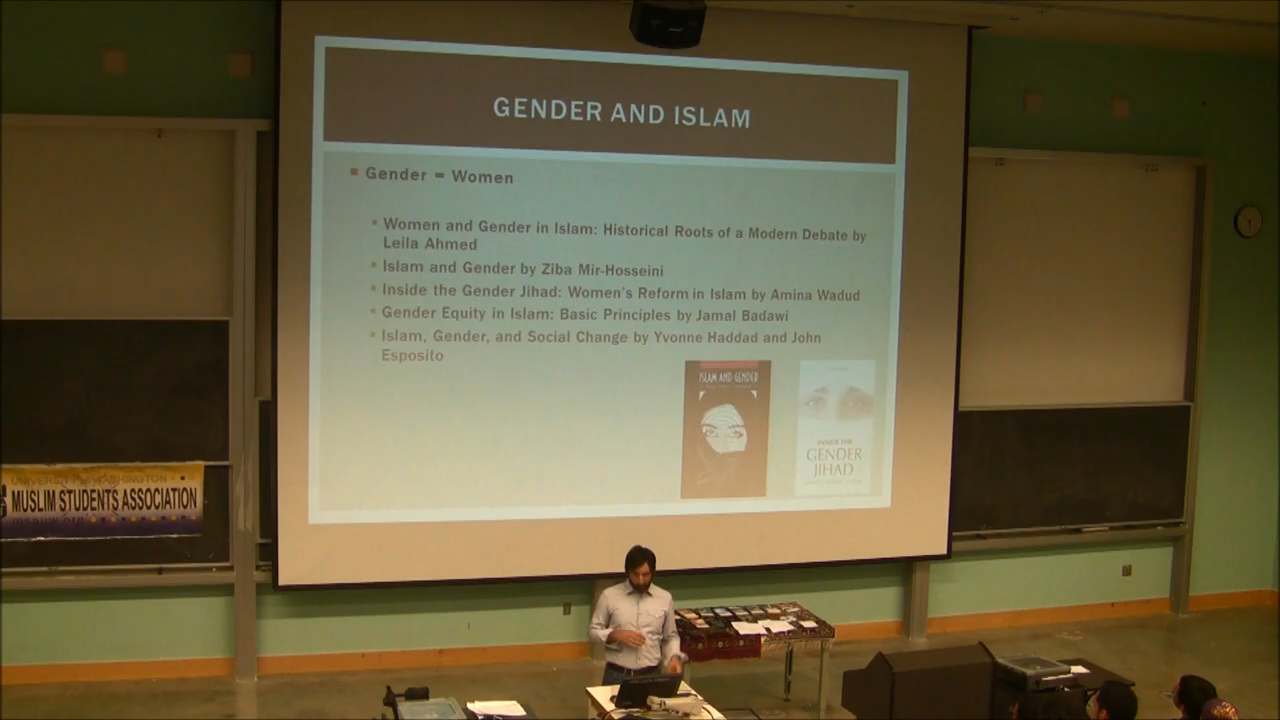 GENDER AND ISLAM
Gender = Women
Women and Gender in Islam: Historical Roots of a Modern Debate by
Leila Ahmed
Islam and Gender by Ziba Mir-Hosseini
Inside the Gender Jihad: Women's Reform in Islam by Amina Wadud
Gender Equity in Islam: Basic Principles by Jamal Badawi
Islam, Gender, and Social Change by Yvonne Haddad and John
Esposito
ISLAM AND GENDER
INSIDE THE
GENDER
JIHAD
UNIVERSITY of WASHINGTON
MUSLIM STUDENTS ASSOCIATION